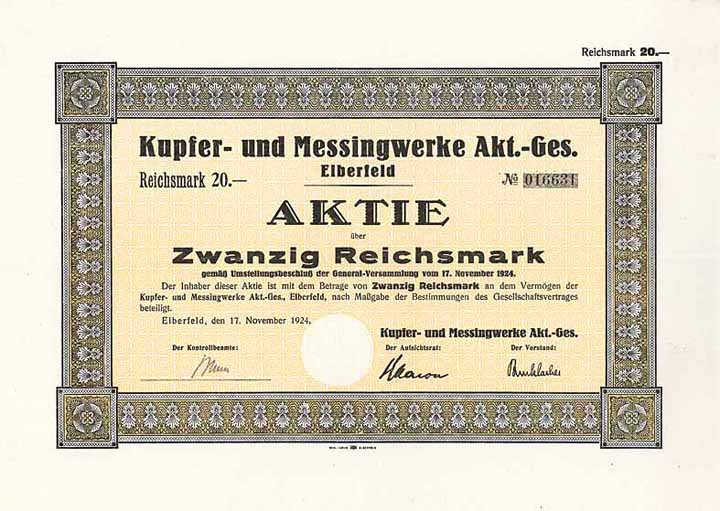 Reichsmark 20.—
Kupfer- und Messingwerke Akt.-Ges.
Elberfeld
Reichsmark 20.— № 016631
AKTIE
über
Zwanzig Reichsmark
gemäß Umstellungsbeschluß der General-Versammlung vom 17. November 1924.
Der Inhaber dieser Aktie ist mit dem Betrage von Zwanzig Reichsmark an dem Vermögen der
Kupfer- und Messingwerke Akt.-Ges., Elberfeld, nach Maßgabe der Bestimmungen des Gesellschaftsvertrages
beteiligt.
Elberfeld, den 17. November 1924,
Kupfer- und Messingwerke Akt.-Ges.
Der Kontrollbeamte: Der Aufsichtsrat: Der Vorstand: